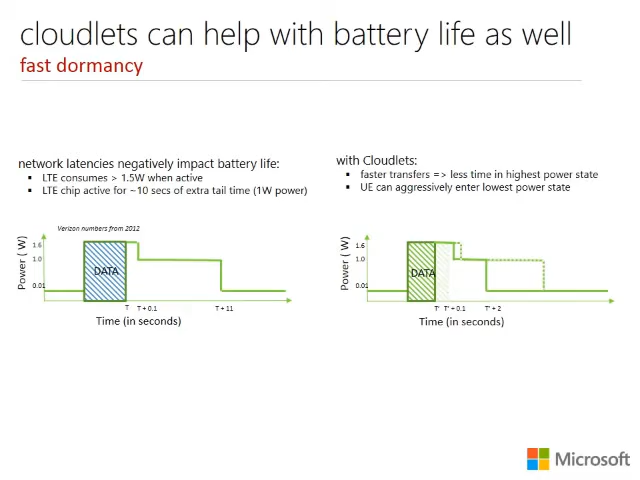 cloudlets can help with battery life as well
fast dormancy
network latencies negatively impact battery life:
▪ LTE consumes > 1.5W when active
▪ LTE chip active for ~10 secs of extra tail time (1W power)
Verizon numbers from 2012
Power ( W)
1.6
1.0
0.01
DATA
T T + 0.1 T + 11
Time (in seconds)
with Cloudlets:
▪ faster transfers => less time in highest power state
▪ UE can aggressively enter lowest power state
Power ( W)
1.6
1.0
0.01
DATA
T' T' + 0.1 T' + 2
Time (in seconds)
Microsoft